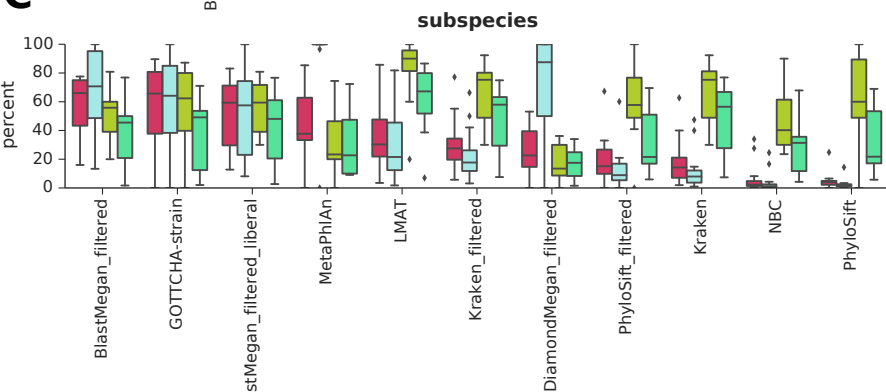 C
B
subspecies
percent
100
80
60
40
20
0
BlastMegan_filtered
GOTTCHA-strain
stMegan_filtered_liberal
MetaPhlAn
LMAT
Kraken_filtered
DiamondMegan_filtered
PhyloSift_filtered
Kraken
NBC
PhyloSift